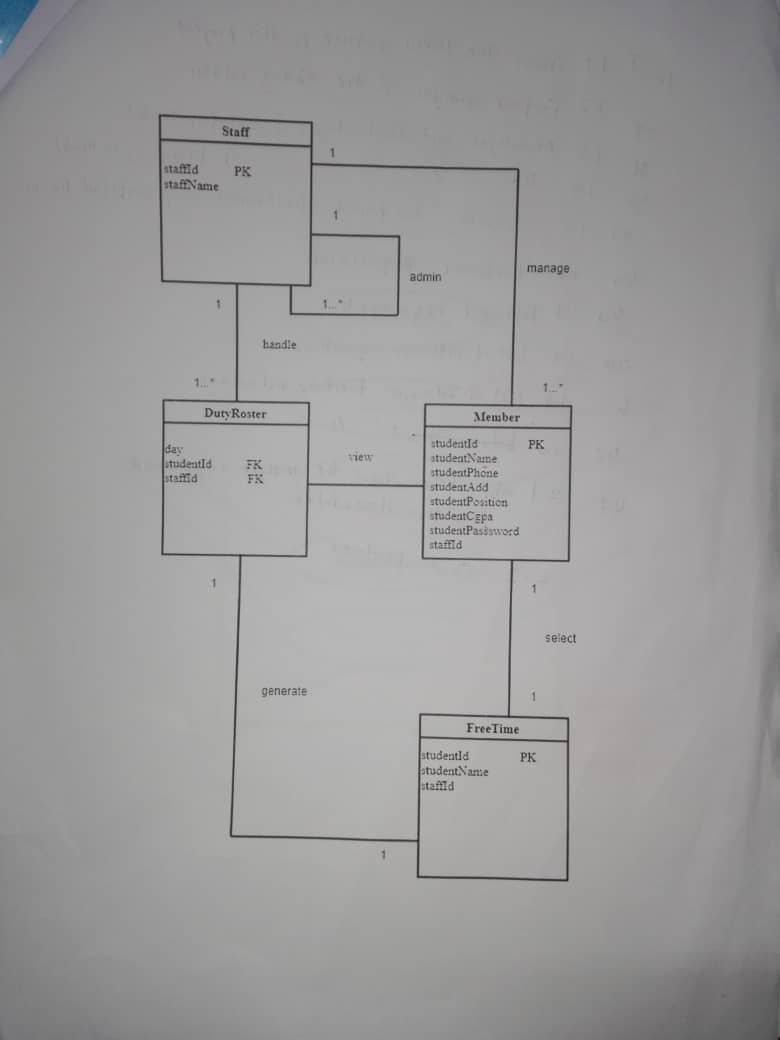 Staff
staffId PK
staffName
1
1
admin
1...*
manage
1
handle
1...*
1...*
DutyRoster
day
studentId FK
staffId FK
view
Member
studentId PK
studentName
studentPhone
studentAdd
studentPosition
studentCgpa
studentPassword
staffId
1
generate
1
1
select
1
FreeTime
studentId PK
studentName
staffId